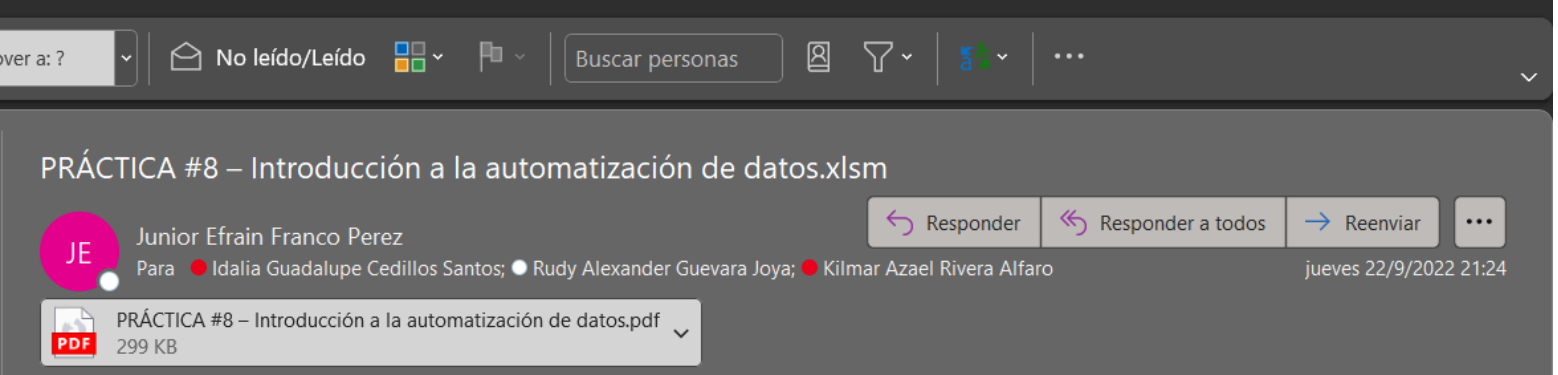 over a: ?
No leído/Leído
Buscar personas
PRÁCTICA #8 – Introducción a la automatización de datos.xlsm
Responder
Responder a todos
Reenviar
JE
Junior Efrain Franco Perez
Para Idalia Guadalupe Cedillos Santos; Rudy Alexander Guevara Joya; Kilmar Azael Rivera Alfaro
jueves 22/9/2022 21:24
PRÁCTICA #8 – Introducción a la automatización de datos.pdf
PDF
299 KB